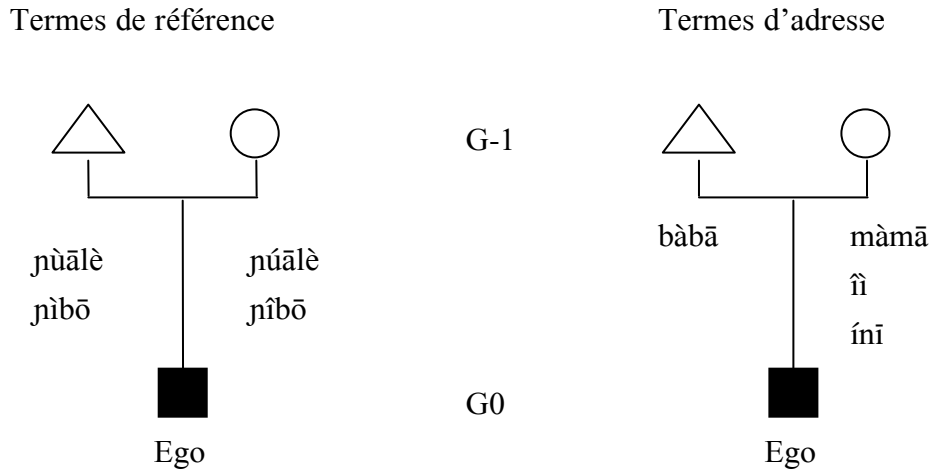 Termes de référence Termes d’adresse
G-1
bàbā màmā
ɲùālè ɲúālè
îì
ɲìbō ɲîbō
ínī
G0
Ego Ego